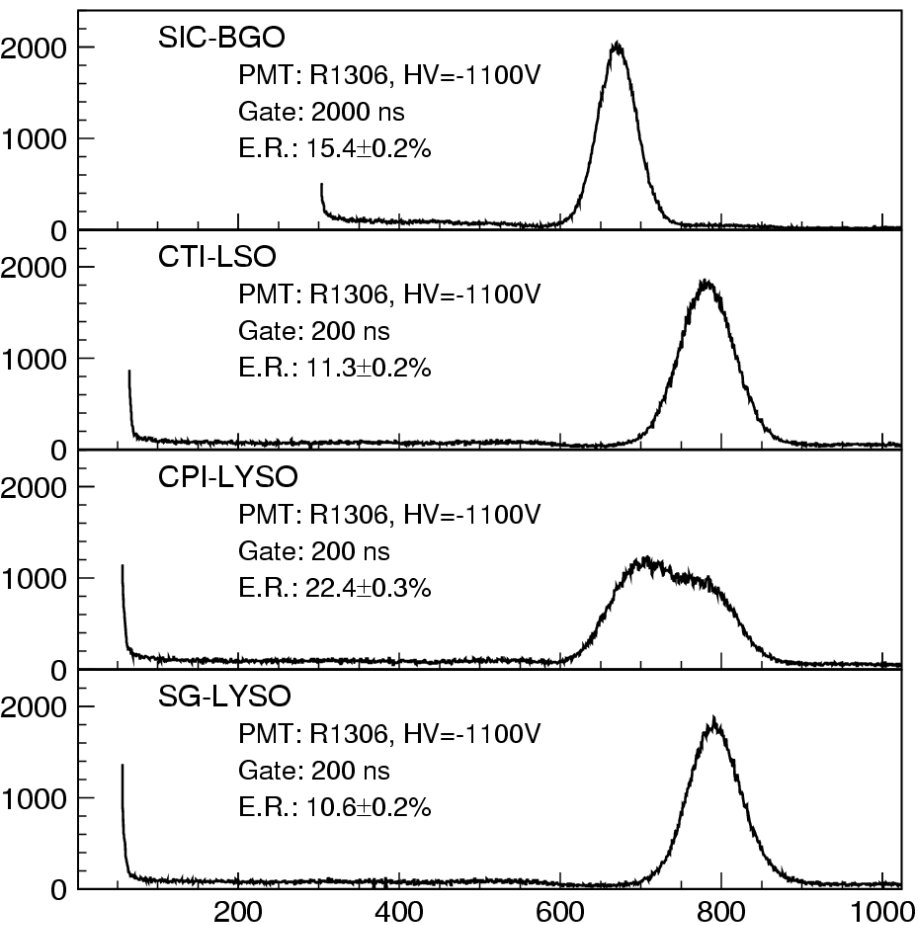 2000
1000
0
SIC-BGO
PMT: R1306, HV=-1100V
Gate: 2000 ns
E.R.: 15.4±0.2%
2000
1000
0
CTI-LSO
PMT: R1306, HV=-1100V
Gate: 200 ns
E.R.: 11.3±0.2%
2000
1000
0
CPI-LYSO
PMT: R1306, HV=-1100V
Gate: 200 ns
E.R.: 22.4±0.3%
2000
1000
0
SG-LYSO
PMT: R1306, HV=-1100V
Gate: 200 ns
E.R.: 10.6±0.2%
200 400 600 800 1000